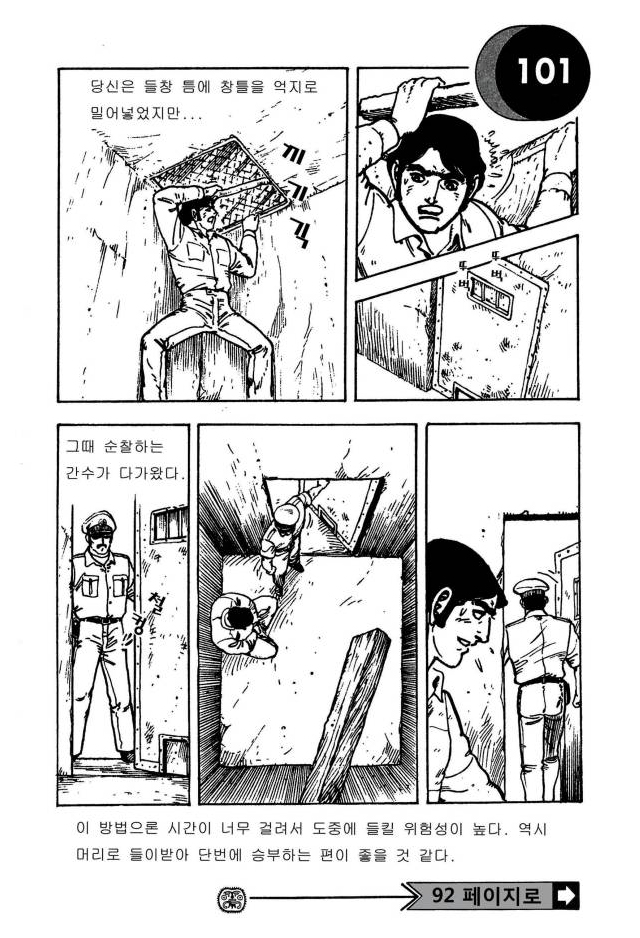 101
당신은 들창 틈에 창틀을 억지로
밀어넣었지만...
끼
기
긱
뚜
벅
뚜
벅
그때 순찰하는
간수가 다가왔다.
철
컹
이 방법으론 시간이 너무 걸려서 도중에 들킬 위험성이 높다. 역시
머리로 들이받아 단번에 승부하는 편이 좋을 것 같다.
92 페이지로